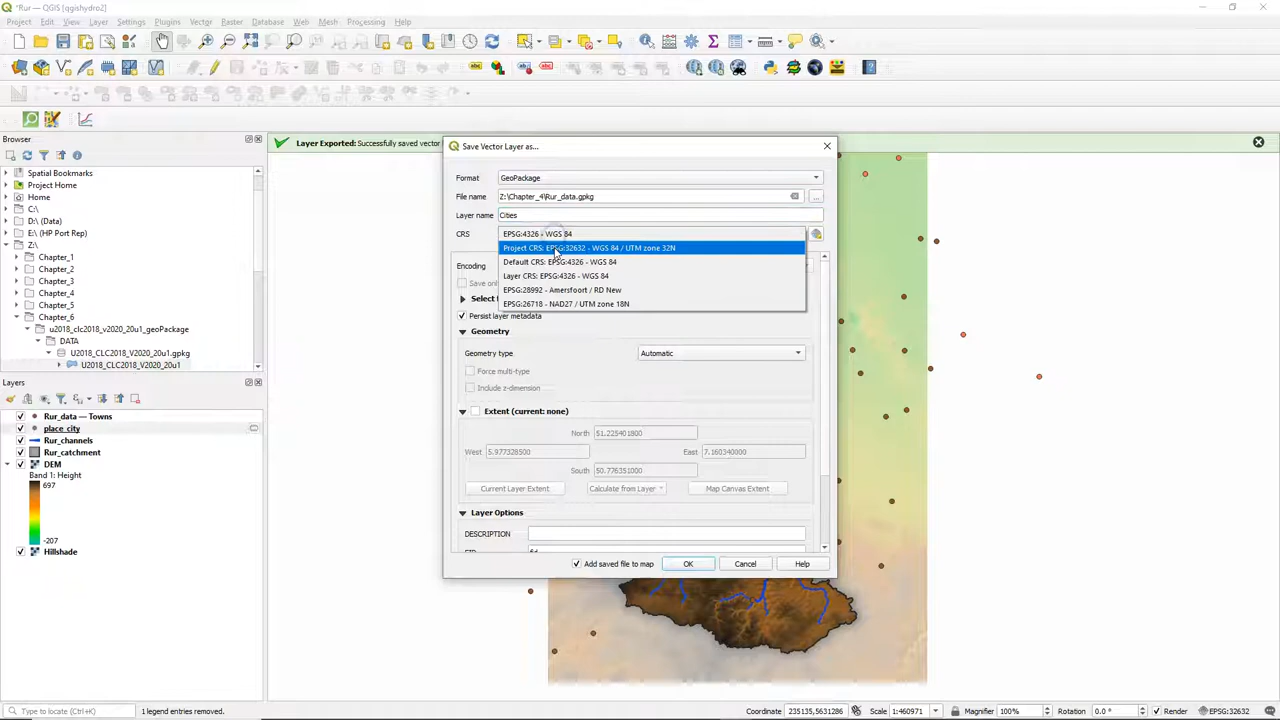 *Rur — QGIS [qgishydro2]
Project Edit View Layer Settings Plugins Vector Raster Database Web Mesh Processing Help
Browser
Spatial Bookmarks
Project Home
Home
C:\
D:\ (Data)
E:\ (HP Port Rep)
Z:\
Chapter_1
Chapter_2
Chapter_3
Chapter_4
Chapter_5
Chapter_6
u2018_clc2018_v2020_20u1_geoPackage
DATA
U2018_CLC2018_V2020_20u1.gpkg
U2018_CLC2018_V2020_20u1
Layers
Rur_data — Towns
place_city
Rur_channels
Rur_catchment
DEM
Band 1: Height
697
-207
Hillshade
Layer Exported: Successfully saved vector
Save Vector Layer as...
Format GeoPackage
File name Z:\Chapter_4\Rur_data.gpkg ...
Layer name Cities
CRS EPSG:4326 - WGS 84
Project CRS: EPSG:32632 - WGS 84 / UTM zone 32N
Default CRS: EPSG:4326 - WGS 84
Layer CRS: EPSG:4326 - WGS 84
EPSG:28992 - Amersfoort / RD New
EPSG:26718 - NAD27 / UTM zone 18N
Encoding
Save only
Select
Persist layer metadata
Geometry
Geometry type Automatic
Force multi-type
Include z-dimension
Extent (current: none)
North 51.225401800
West 5.977328500 East 7.160340000
South 50.776351000
Current Layer Extent Calculate from Layer Map Canvas Extent
Layer Options
DESCRIPTION
Add saved file to map OK Cancel Help
Type to locate (Ctrl+K) 1 legend entries removed. Coordinate 235135,5631286 Scale 1:460971 Magnifier 100% Rotation 0.0 ° Render EPSG:32632